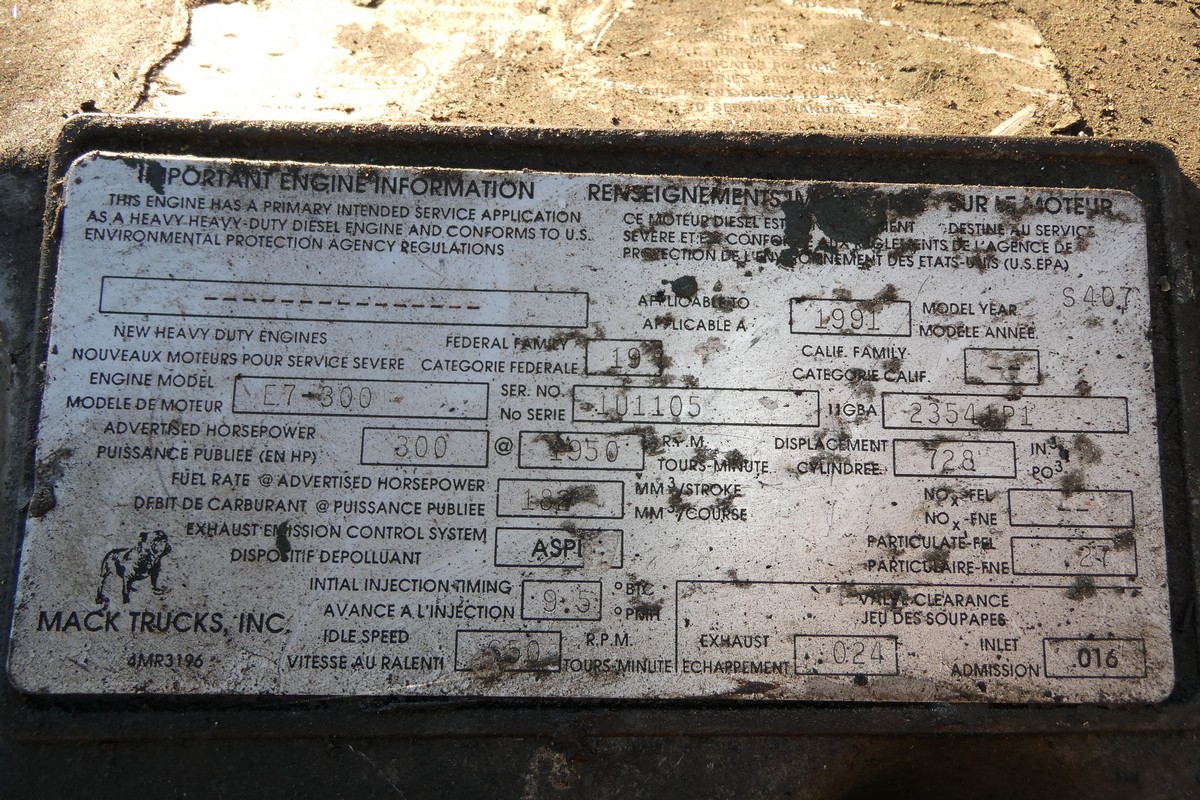 IMPORTANT ENGINE INFORMATION
THIS ENGINE HAS A PRIMARY INTENDED SERVICE APPLICATION
AS A HEAVY-HEAVY-DUTY DIESEL ENGINE AND CONFORMS TO U.S.
ENVIRONMENTAL PROTECTION AGENCY REGULATIONS
RENSEIGNEMENTS SUR LE MOTEUR
CE MOTEUR DIESEL EST DESTINE AU SERVICE
SEVERE ET EST CONFORME AUX REGLEMENTS DE L'AGENCE DE
PROTECTION DE L'ENVIRONNEMENT DES ETATS-UNIS (U.S.EPA)
S407
APPLICABLE TO
APPLICABLE A
1991
MODEL YEAR
MODELE ANNEE
NEW HEAVY DUTY ENGINES
NOUVEAUX MOTEURS POUR SERVICE SEVERE
FEDERAL FAMILY
CATEGORIE FEDERALE
19
CALIF. FAMILY
CATEGORIE CALIF.
--
ENGINE MODEL
MODELE DE MOTEUR
E7-300
SER. NO.
No SERIE
1U1105
11GBA
ADVERTISED HORSEPOWER
PUISSANCE PUBLIEE (EN HP)
300
@
1950
R.P.M.
TOURS-MINUTE
DISPLACEMENT
CYLINDREE
728
IN.3
PO3
FUEL RATE @ ADVERTISED HORSEPOWER
DEBIT DE CARBURANT @ PUISSANCE PUBLIEE
MM3/STROKE
MM3/COURSE
NOx-FEL
NOx-FNE
--
EXHAUST EMISSION CONTROL SYSTEM
DISPOSITIF DEPOLLUANT
ASPI
PARTICULATE-FEL
PARTICULAIRE-FNE
.27
INTIAL INJECTION TIMING
AVANCE A L'INJECTION
9.5
°BTC
°PMH
VALVE CLEARANCE
JEU DES SOUPAPES
IDLE SPEED
VITESSE AU RALENTI
R.P.M.
TOURS-MINUTE
EXHAUST
ECHAPPEMENT
.024
INLET
ADMISSION
.016
MACK TRUCKS, INC.
4MR3196